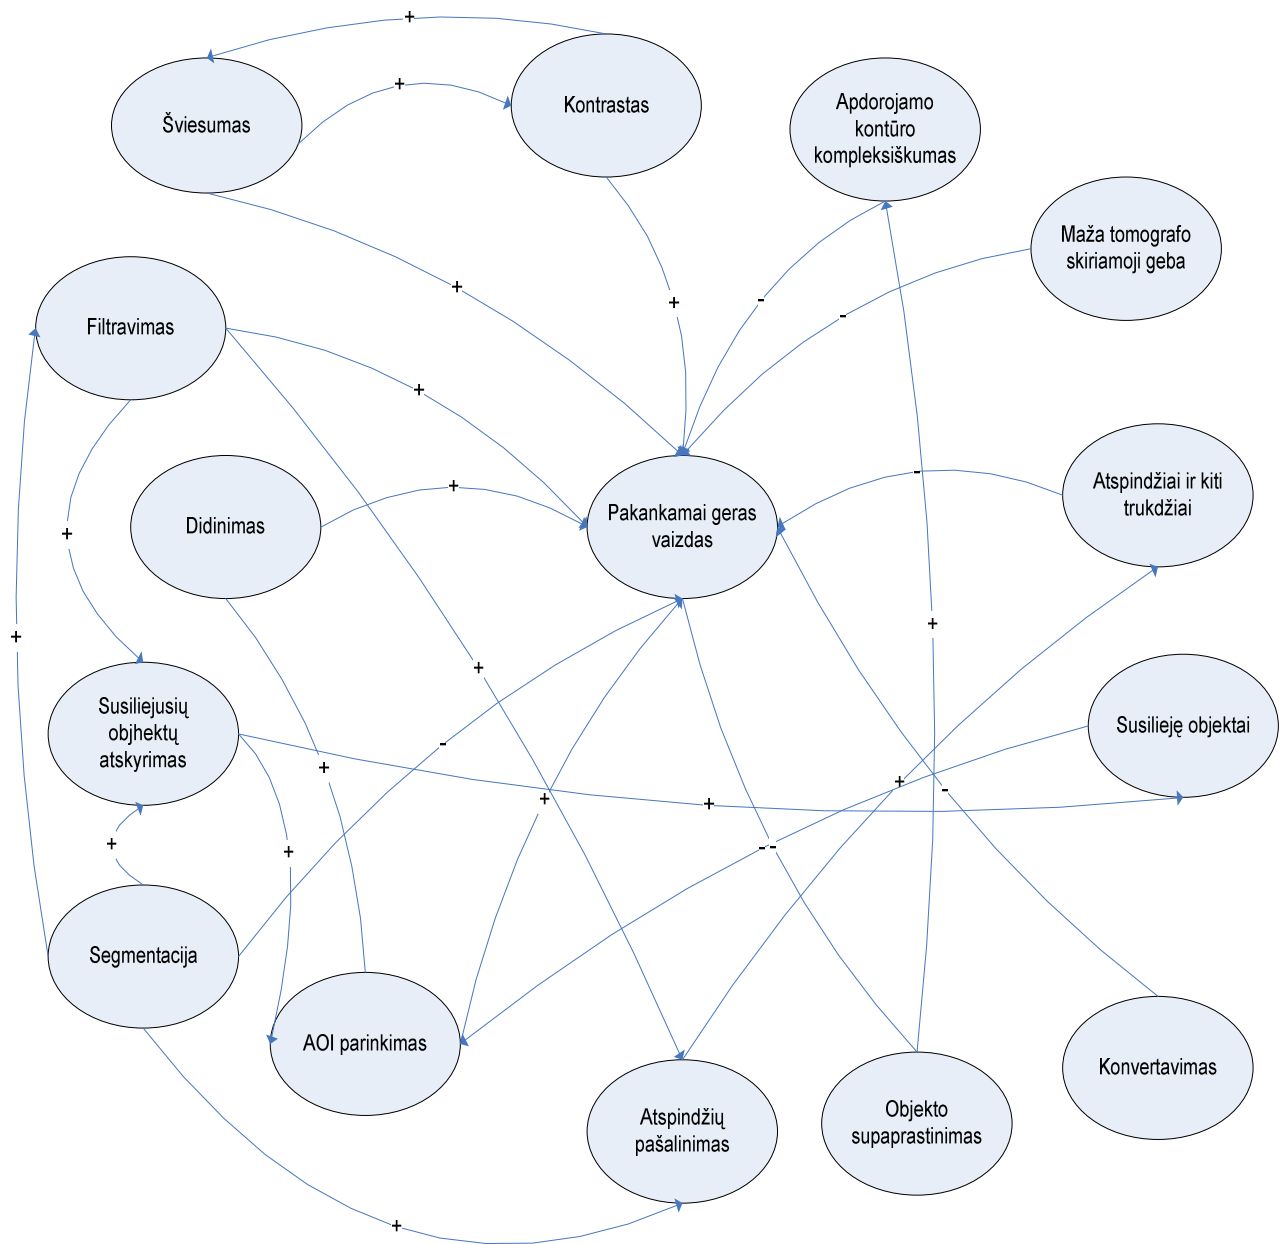 +
+
Šviesumas
Kontrastas
Apdorojamo
kontūro
kompleksiškumas
Maža tomografo
skiriamoji geba
+
+
-
-
Filtravimas
+
Didinimas
+
Pakankamai geras
vaizdas
-
Atspindžiai ir kiti
trukdžiai
+
+
+
+
Susiliejusių
objhektų
atskyrimas
Susilieję objektai
-
+
+
+
+
-
+
+
--
Segmentacija
AOI parinkimas
Konvertavimas
Atspindžių
pašalinimas
Objekto
supaprastinimas
+